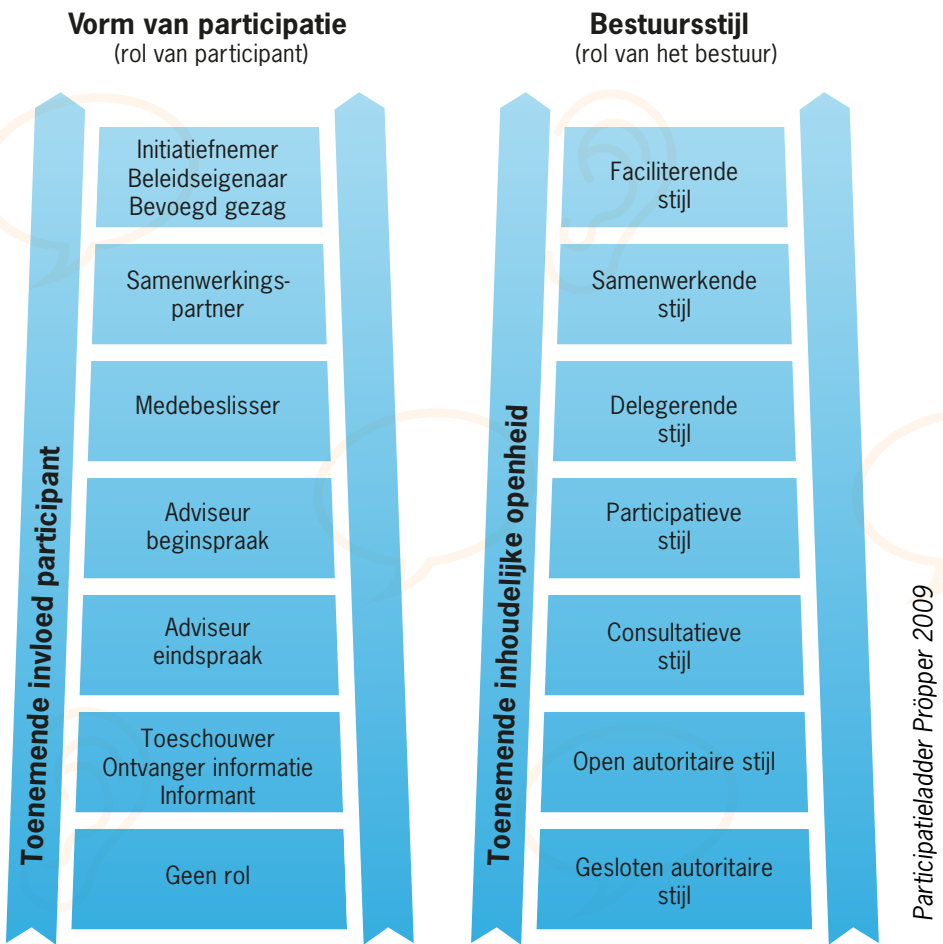 Vorm van participatie
(rol van participant)
Initiatiefnemer
Beleidseigenaar
Bevoegd gezag
Samenwerkings-
partner
Medebeslisser
Adviseur
beginspraak
Adviseur
eindspraak
Toeschouwer
Ontvanger informatie
Informant
Geen rol
Toenemende invloed participant
Bestuursstijl
(rol van het bestuur)
Faciliterende
stijl
Samenwerkende
stijl
Delegerende
stijl
Participatieve
stijl
Consultatieve
stijl
Open autoritaire stijl
Gesloten autoritaire
stijl
Toenemende inhoudelijke openheid
Participatieladder Pröpper 2009